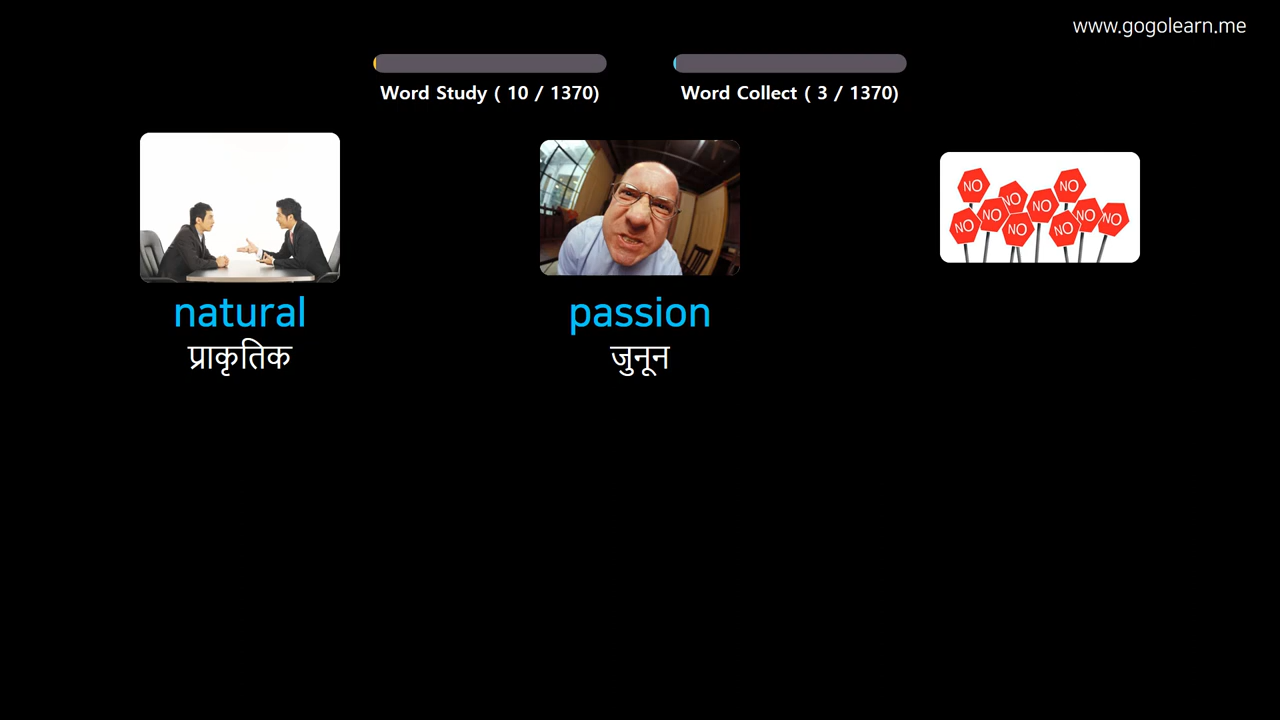 www.gogolearn.me
Word Study ( 10 / 1370)
Word Collect ( 3 / 1370)
NO NO NO NO NO NO NO NO NO NO NO
natural
passion
प्राकृतिक
जुनून